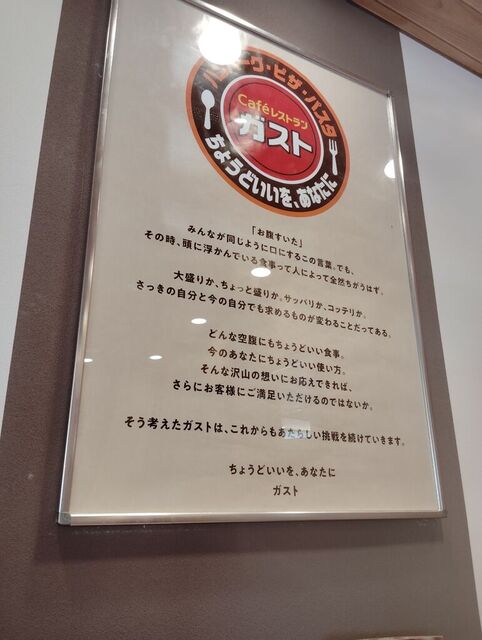 ハンバーグ・ピザ・パスタ
Caféレストラン
ガスト
ちょうどいいを、あなたに
「お腹すいた」
みんなが同じように口にするこの言葉。でも、
その時、頭に浮かんでいる食事って人によって全然ちがうはず。
大盛りか、ちょっと盛りか。サッパリか、コッテリか。
さっきの自分と今の自分でも求めるものが変わることだってある。
どんな空腹にもちょうどいい食事。
今のあなたにちょうどいい使い方。
そんな沢山の想いにお応えできれば、
さらにお客様にご満足いただけるのではないか。
そう考えたガストは、これからもあたらしい挑戦を続けていきます。
ちょうどいいを、あなたに
ガスト